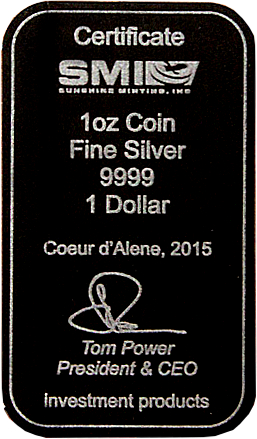 Certificate
SMI
SUNSHINE MINTING, INC
1oz Coin
Fine Silver
9999
1 Dollar
Coeur d'Alene, 2015
Tom Power
President & CEO
investment products